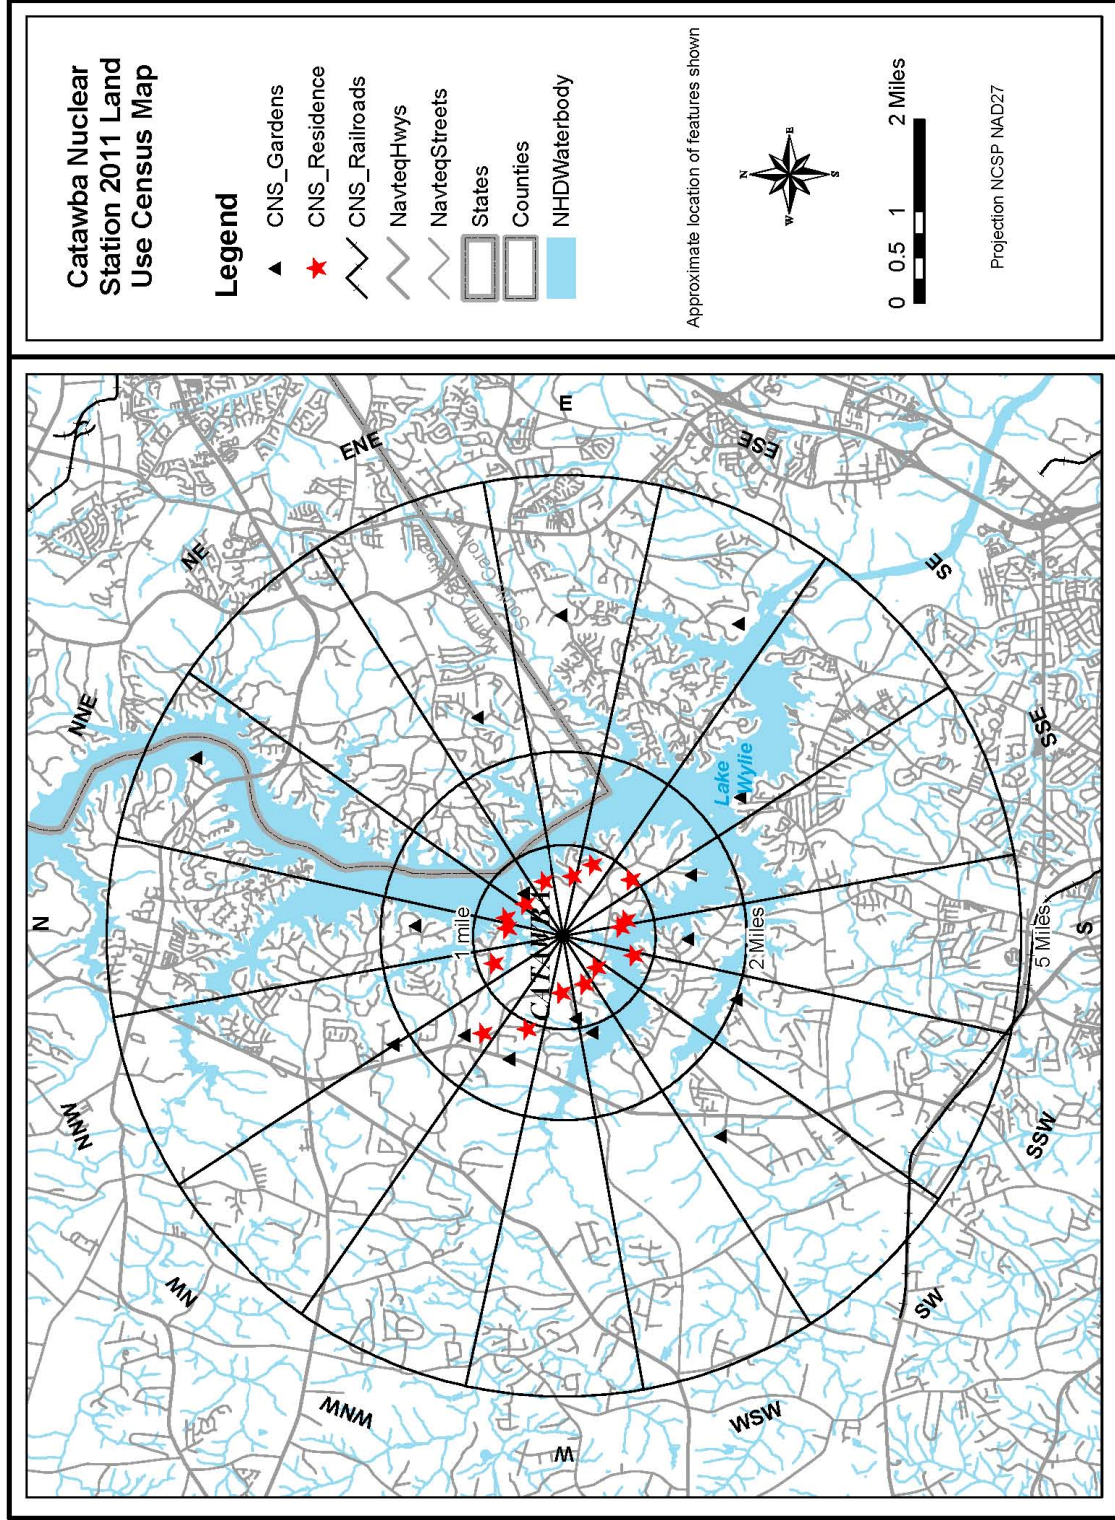 Catawba Nuclear
Station 2011 Land
Use Census Map
Legend
CNS_Gardens
CNS_Residence
CNS_Railroads
NavteqHwys
NavteqStreets
States
Counties
NHDWaterbody
Approximate location of features shown
N
W
E
S
0 0.5 1 2 Miles
Projection NCSP NAD27
N
NNE
NE
ENE
E
ESE
SE
SSE
S
SSW
SW
WSW
W
WNW
NW
NNW
1 mile
2 Miles
5 Miles
CATAWBA
Lake
Wylie